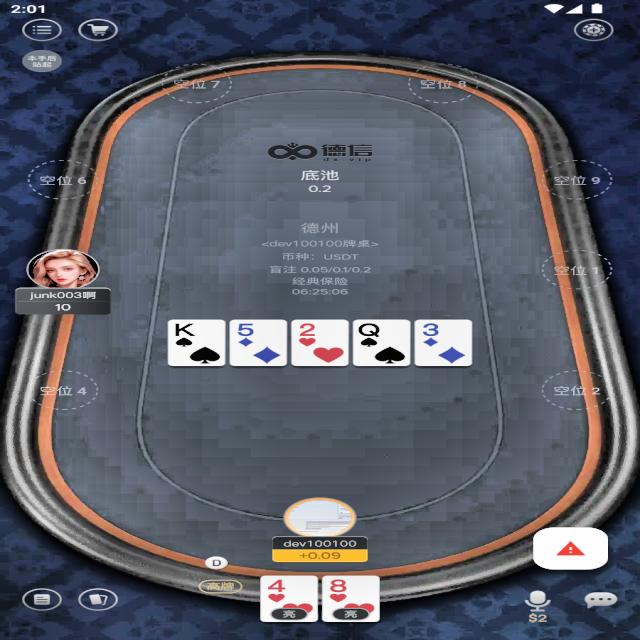 2:01
本手后
站起
空位 7
空位 8
德信
dx.vip
底池
0.2
空位 6
空位 9
德州
<dev100100牌桌>
币种：USDT
盲注 0.05/0.1/0.2
经典保险
06:25:06
空位 1
junk003啊
10
K
5
2
Q
3
空位 4
空位 2
dev100100
+0.09
D
高牌
4
8
亮
亮
$2